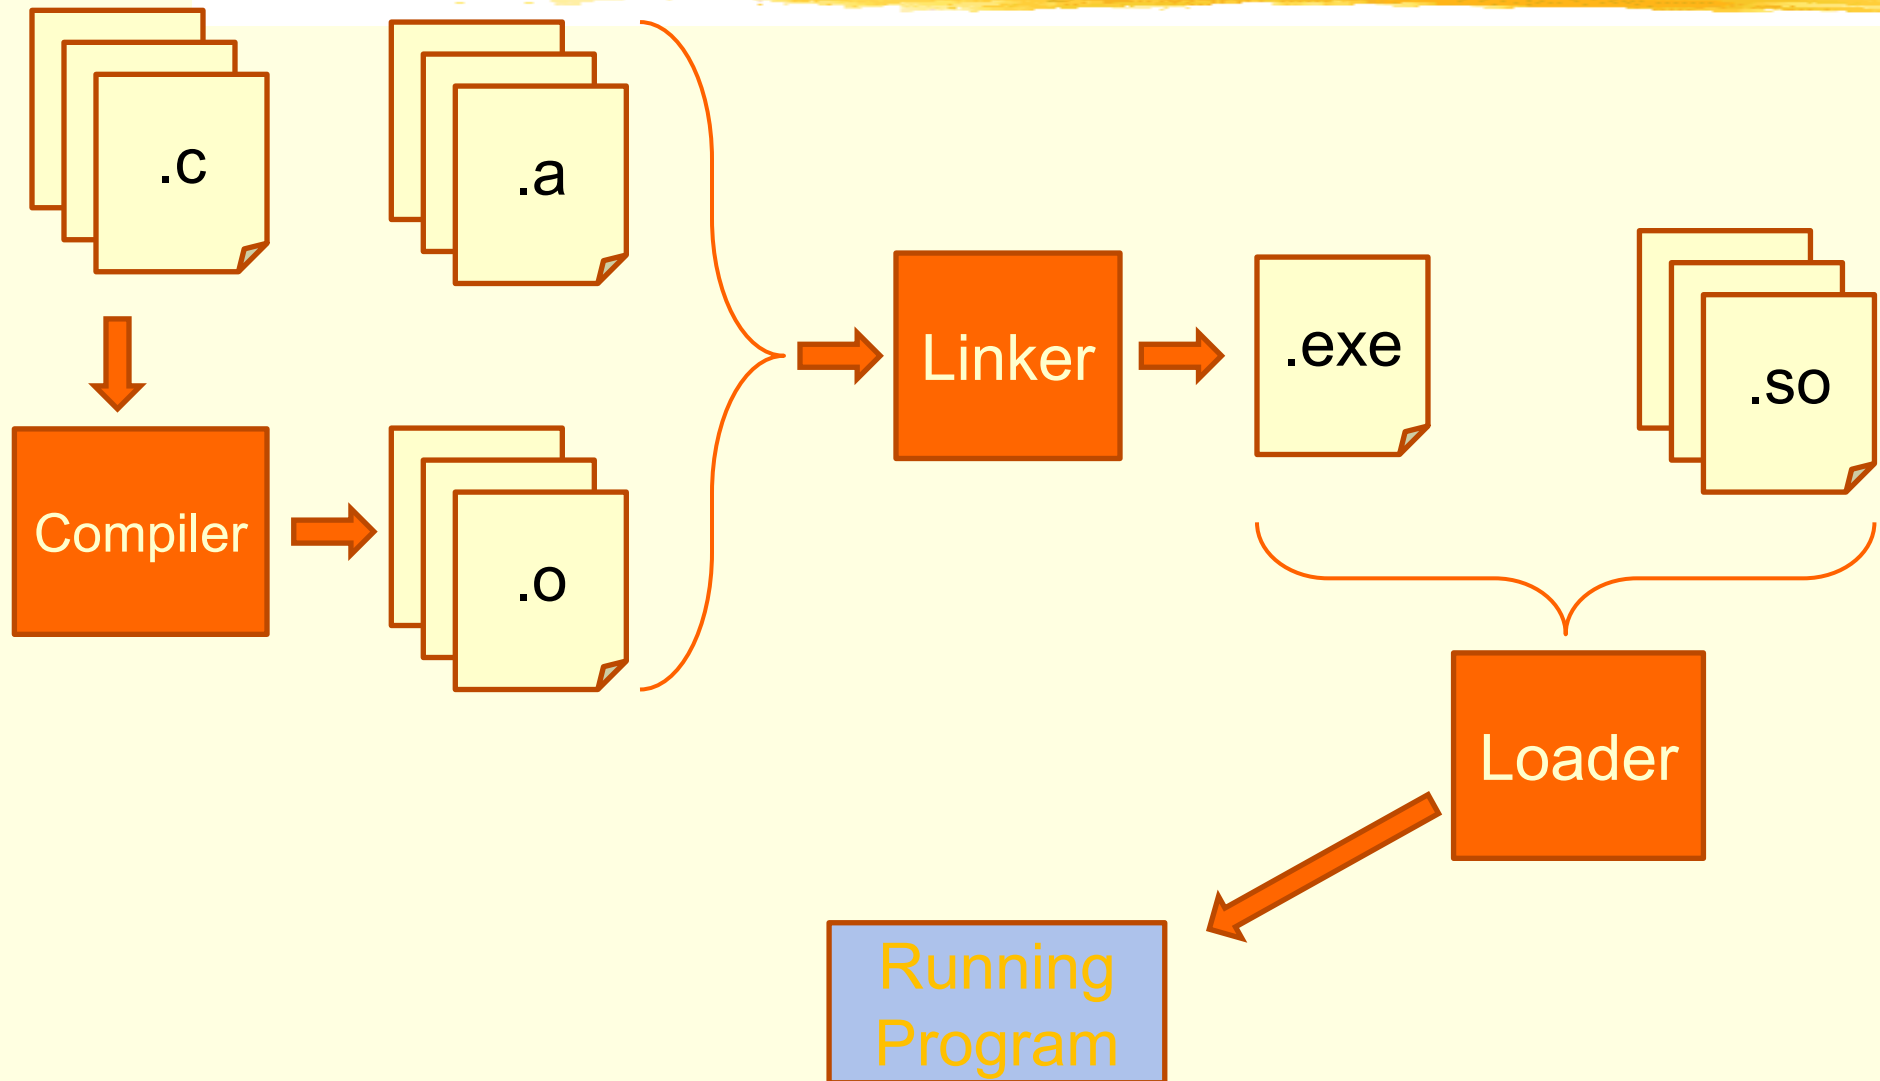 .c
.a
Linker
.exe
.so
Compiler
.o
Loader
Running
Program